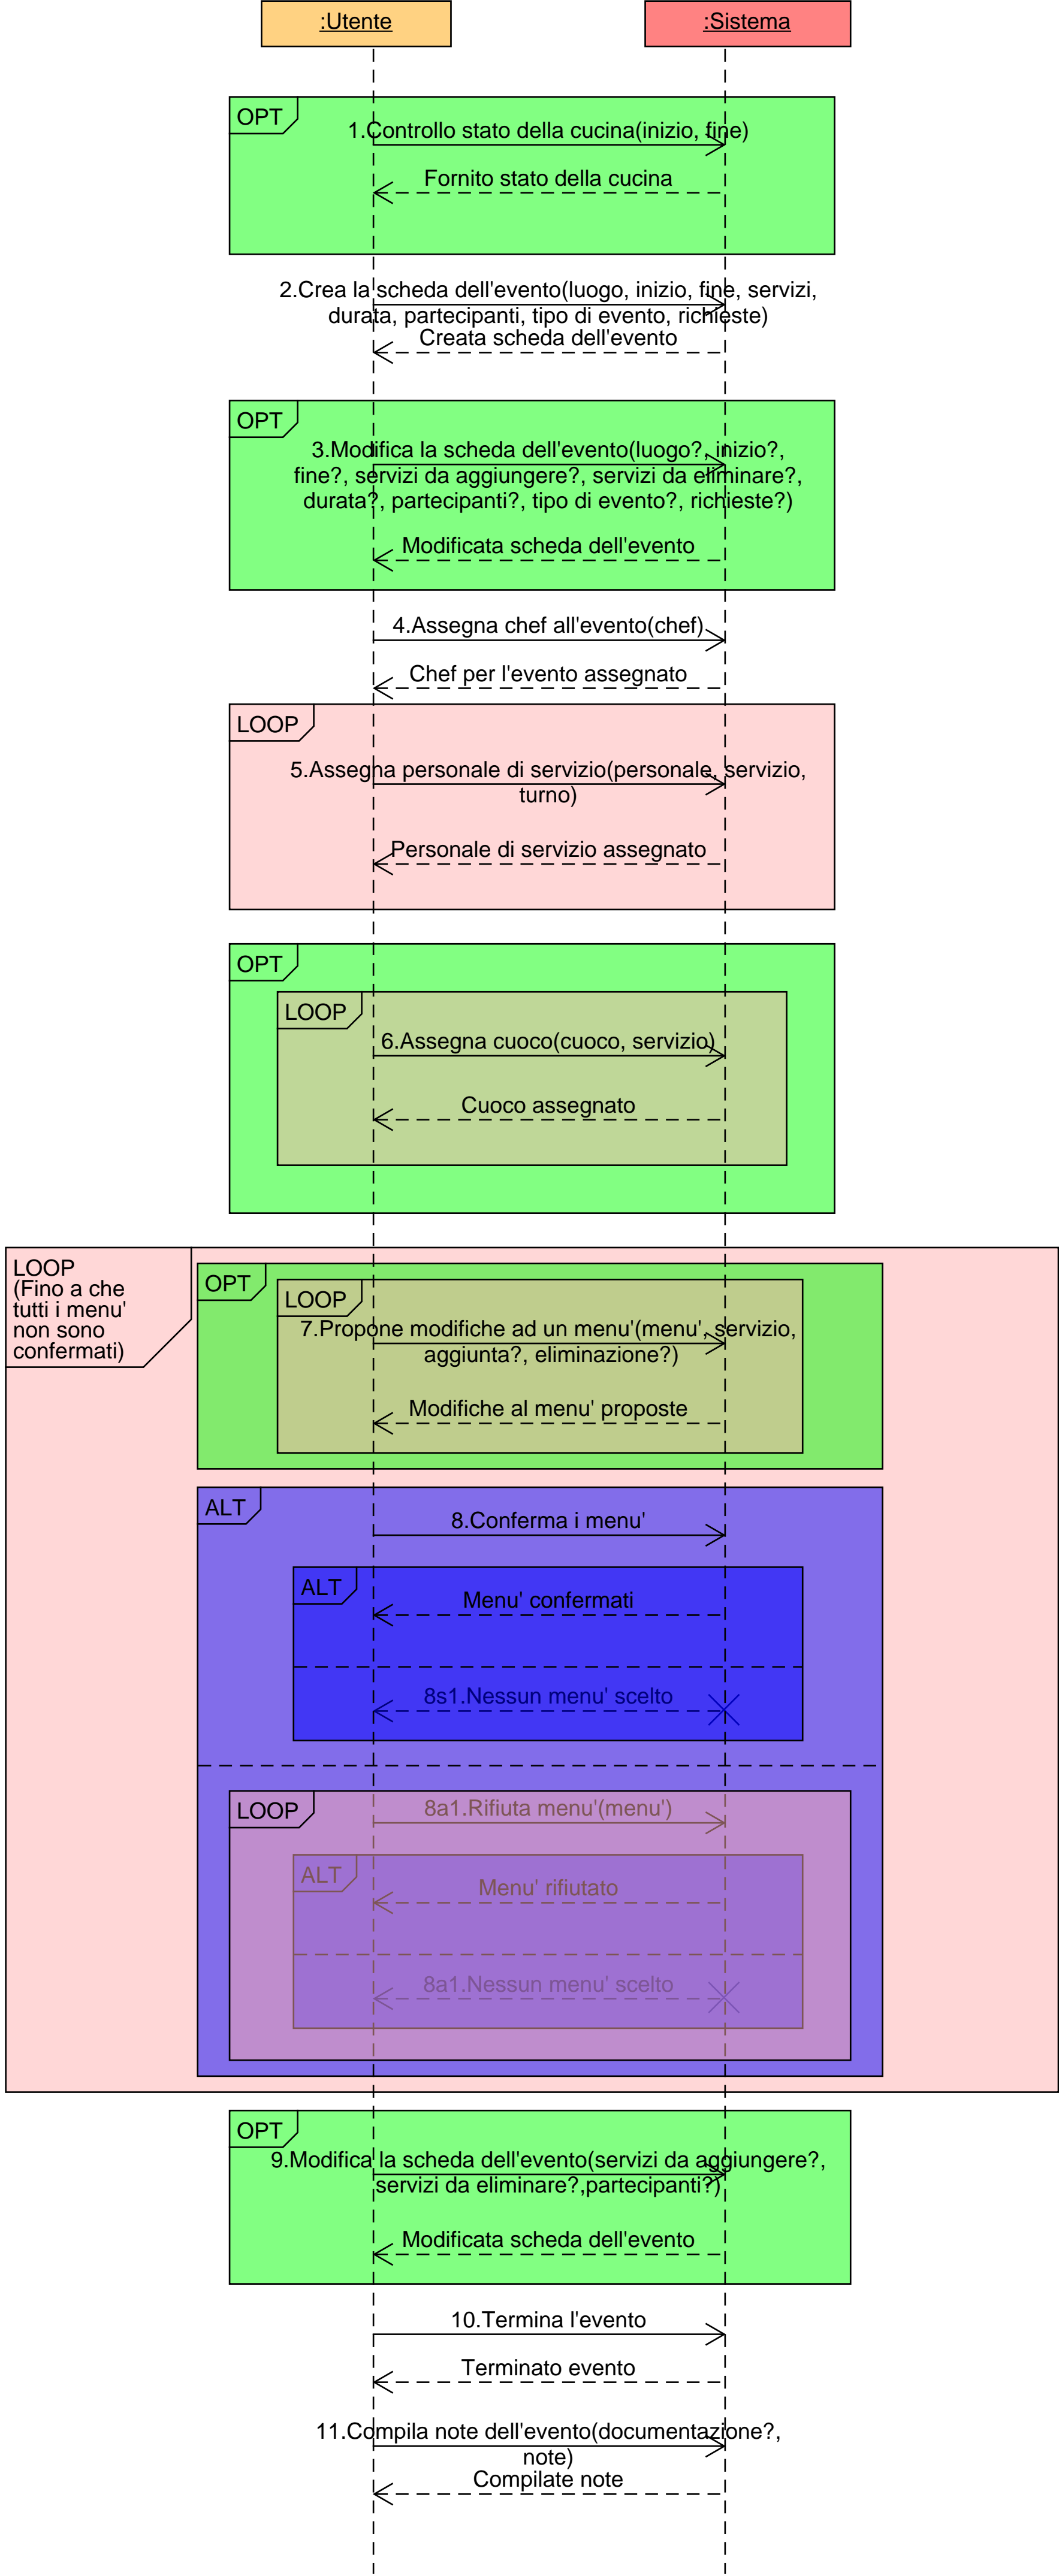 :Utente
:Sistema
OPT
1.Controllo stato della cucina(inizio, fine)
Fornito stato della cucina
2.Crea la scheda dell'evento(luogo, inizio, fine, servizi,
durata, partecipanti, tipo di evento, richieste)
Creata scheda dell'evento
OPT
3.Modifica la scheda dell'evento(luogo?, inizio?,
fine?, servizi da aggiungere?, servizi da eliminare?,
durata?, partecipanti?, tipo di evento?, richieste?)
Modificata scheda dell'evento
4.Assegna chef all'evento(chef)
Chef per l'evento assegnato
LOOP
5.Assegna personale di servizio(personale, servizio,
turno)
Personale di servizio assegnato
OPT
LOOP
6.Assegna cuoco(cuoco, servizio)
Cuoco assegnato
LOOP
(Fino a che
tutti i menu'
non sono
confermati)
OPT
LOOP
7.Propone modifiche ad un menu'(menu', servizio,
aggiunta?, eliminazione?)
Modifiche al menu' proposte
ALT
8.Conferma i menu'
ALT
Menu' confermati
8s1.Nessun menu' scelto
LOOP
8a1.Rifiuta menu'(menu')
ALT
Menu' rifiutato
8a1.Nessun menu' scelto
OPT
9.Modifica la scheda dell'evento(servizi da aggiungere?,
servizi da eliminare?,partecipanti?)
Modificata scheda dell'evento
10.Termina l'evento
Terminato evento
11.Compila note dell'evento(documentazione?,
note)
Compilate note